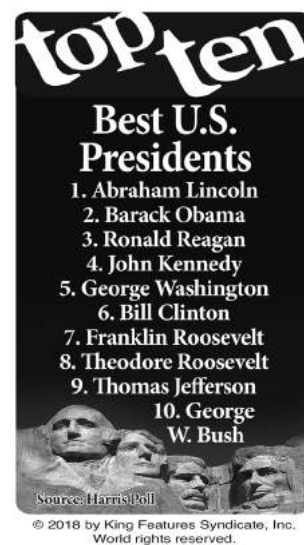 top ten
Best U.S.
Presidents
1. Abraham Lincoln
2. Barack Obama
3. Ronald Reagan
4. John Kennedy
5. George Washington
6. Bill Clinton
7. Franklin Roosevelt
8. Theodore Roosevelt
9. Thomas Jefferson
10. George
W. Bush
Source: Harris Poll
© 2018 by King Features Syndicate, Inc.
World rights reserved.